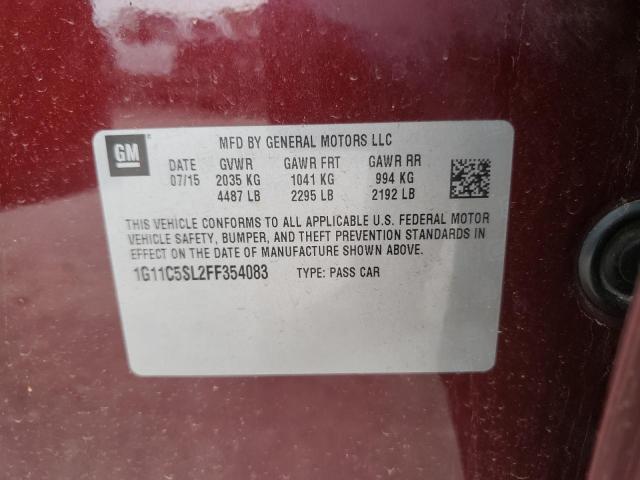 GM
MFD BY GENERAL MOTORS LLC
DATE GVWR GAWR FRT GAWR RR
07/15 2035 KG 1041 KG 994 KG
4487 LB 2295 LB 2192 LB
THIS VEHICLE CONFORMS TO ALL APPLICABLE U.S. FEDERAL MOTOR
VEHICLE SAFETY, BUMPER, AND THEFT PREVENTION STANDARDS IN
EFFECT ON THE DATE OF MANUFACTURE SHOWN ABOVE.
1G11C5SL2FF354083 TYPE: PASS CAR